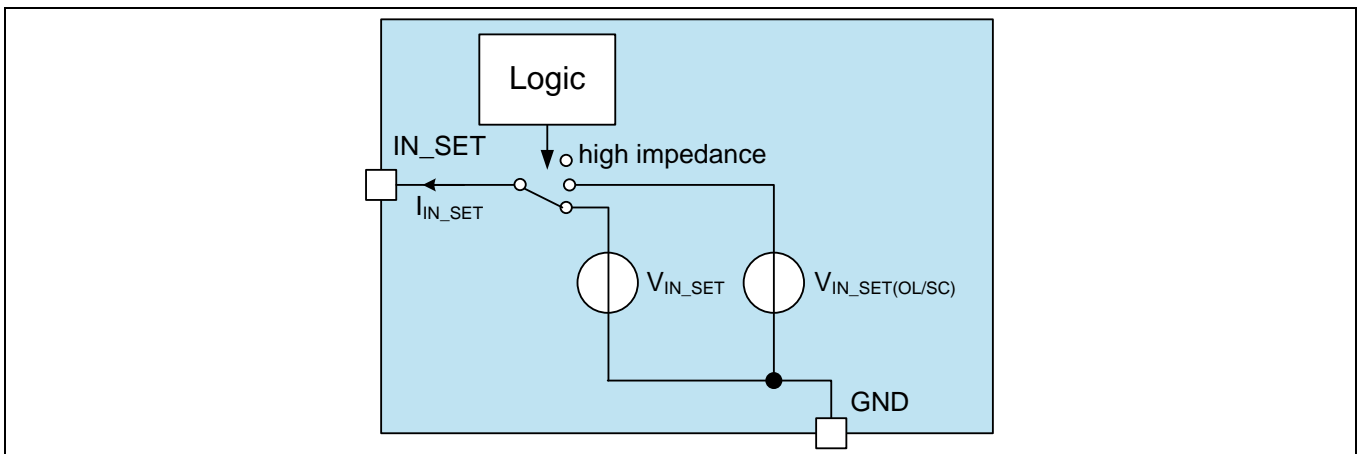 Logic
IN_SET
high impedance
I_IN_SET
V_IN_SET
V_IN_SET(OL/SC)
GND